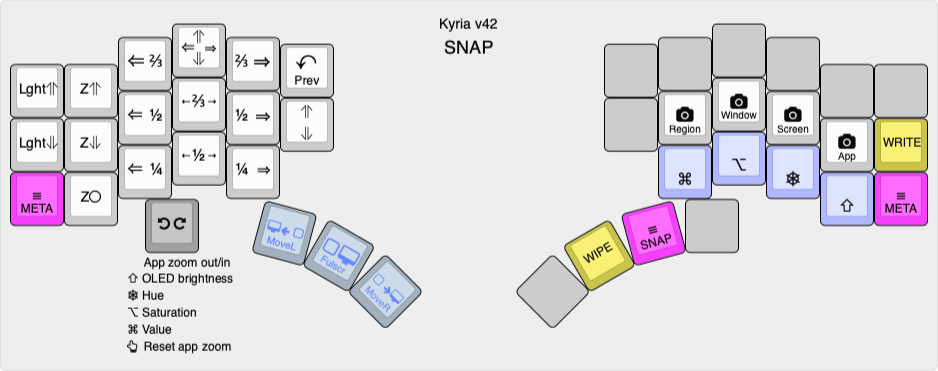 Kyria v42
SNAP
Lght⇑
Z⇑
⇐ ⅔
⇑
⇐ ⇒
⇓
⅔ ⇒
Prev
Lght⇓
Z⇓
⇐ ½
←⅔→
½ ⇒
⇑
⇓
META
ZO
⇐ ¼
←½→
¼ ⇒
MoveL
Fulscr
MoveR
Region
Window
Screen
App
WRITE
⌘
⌥
❄
⇧
META
WIPE
SNAP
App zoom out/in
⇧ OLED brightness
❄ Hue
⌥ Saturation
⌘ Value
Reset app zoom